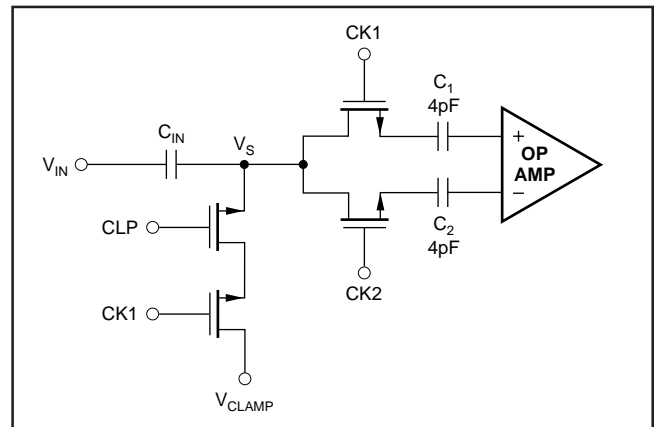 CK1
C1
4pF
CIN
VS
VIN
OP
AMP
+
−
CLP
C2
4pF
CK1
CK2
VCLAMP